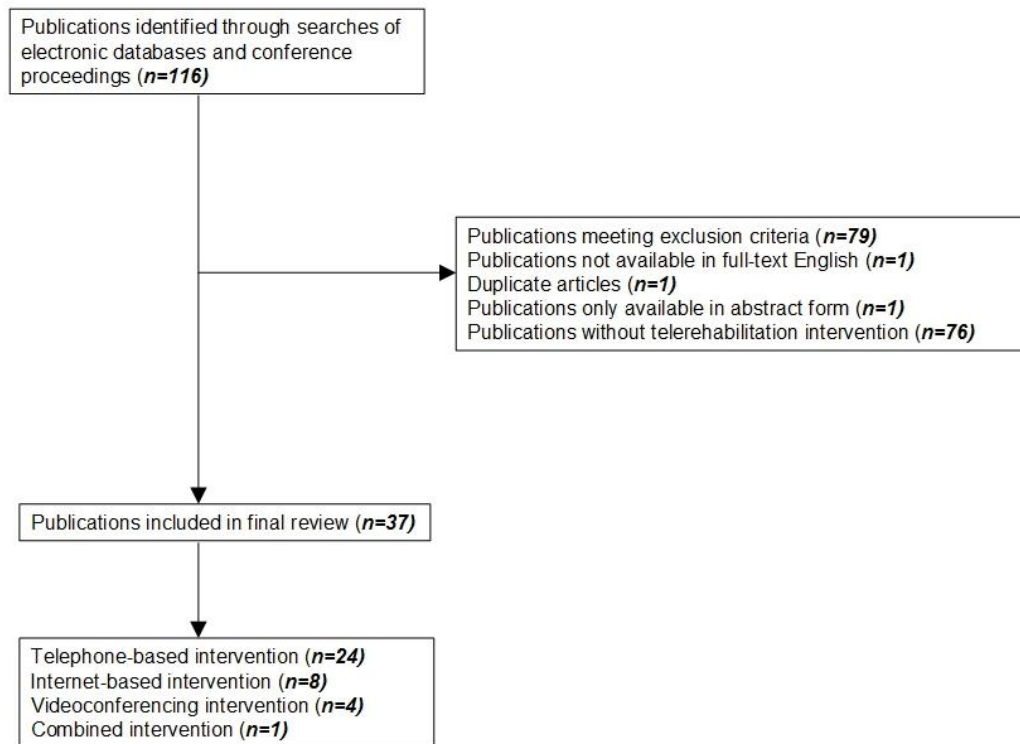 Publications identified through searches of
electronic databases and conference
proceedings (n=116)
Publications meeting exclusion criteria (n=79)
Publications not available in full-text English (n=1)
Duplicate articles (n=1)
Publications only available in abstract form (n=1)
Publications without telerehabilitation intervention (n=76)
Publications included in final review (n=37)
Telephone-based intervention (n=24)
Internet-based intervention (n=8)
Videoconferencing intervention (n=4)
Combined intervention (n=1)